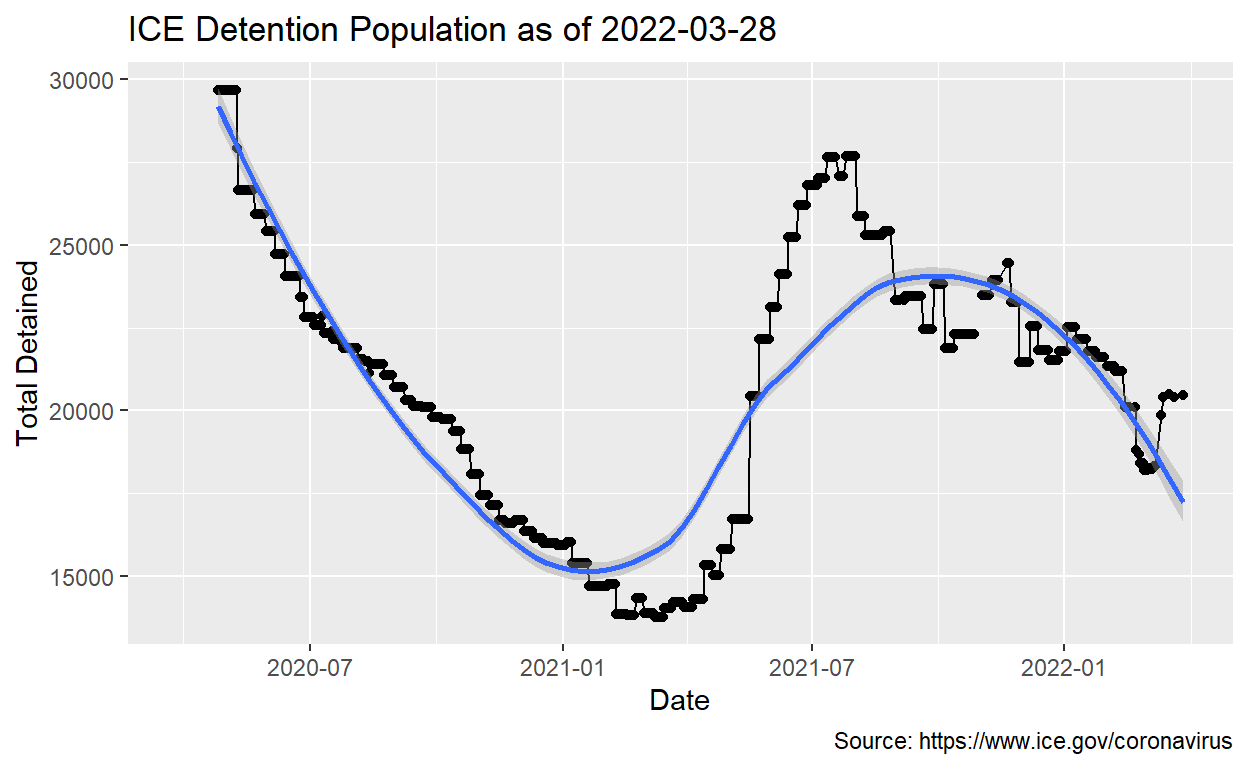 ICE Detention Population as of 2022-03-28
30000
25000
20000
15000
Total Detained
2020-07
2021-01
2021-07
2022-01
Date
Source: https://www.ice.gov/coronavirus